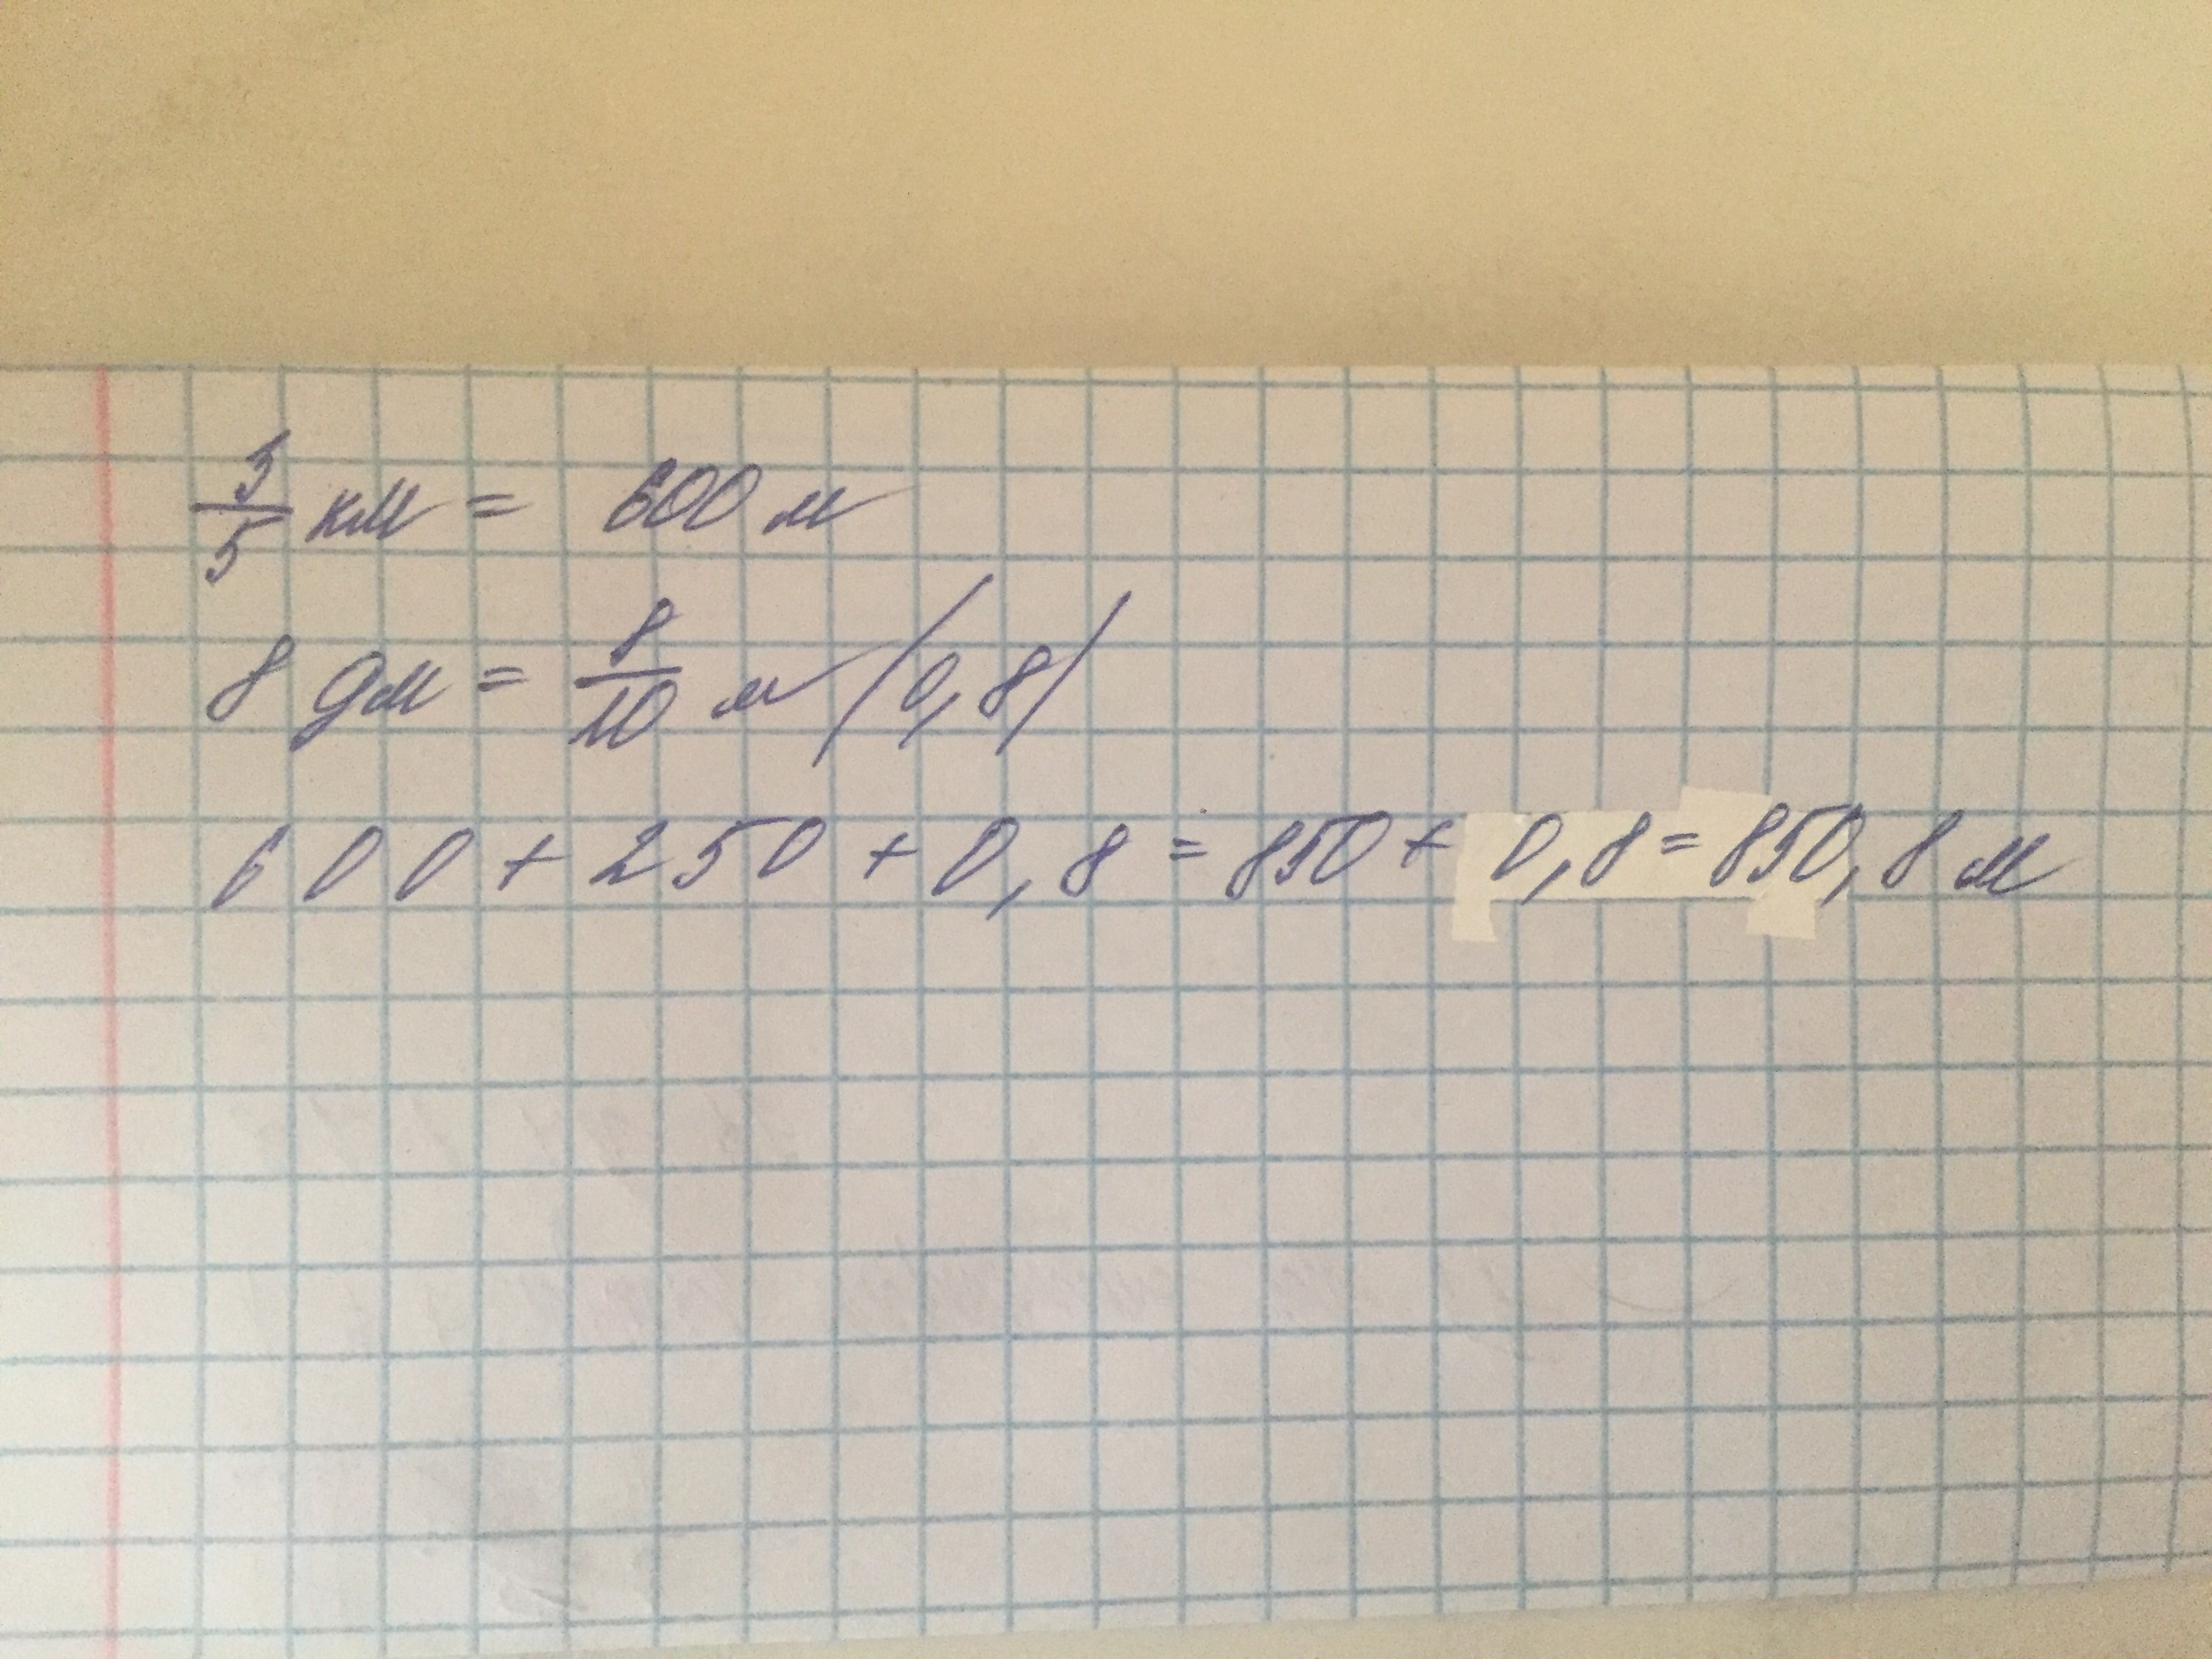 3/5 км = 600 м
8 дм = 8/10 м (0,8)
600 + 250 + 0,8 = 850 + 0,8 = 850,8 м